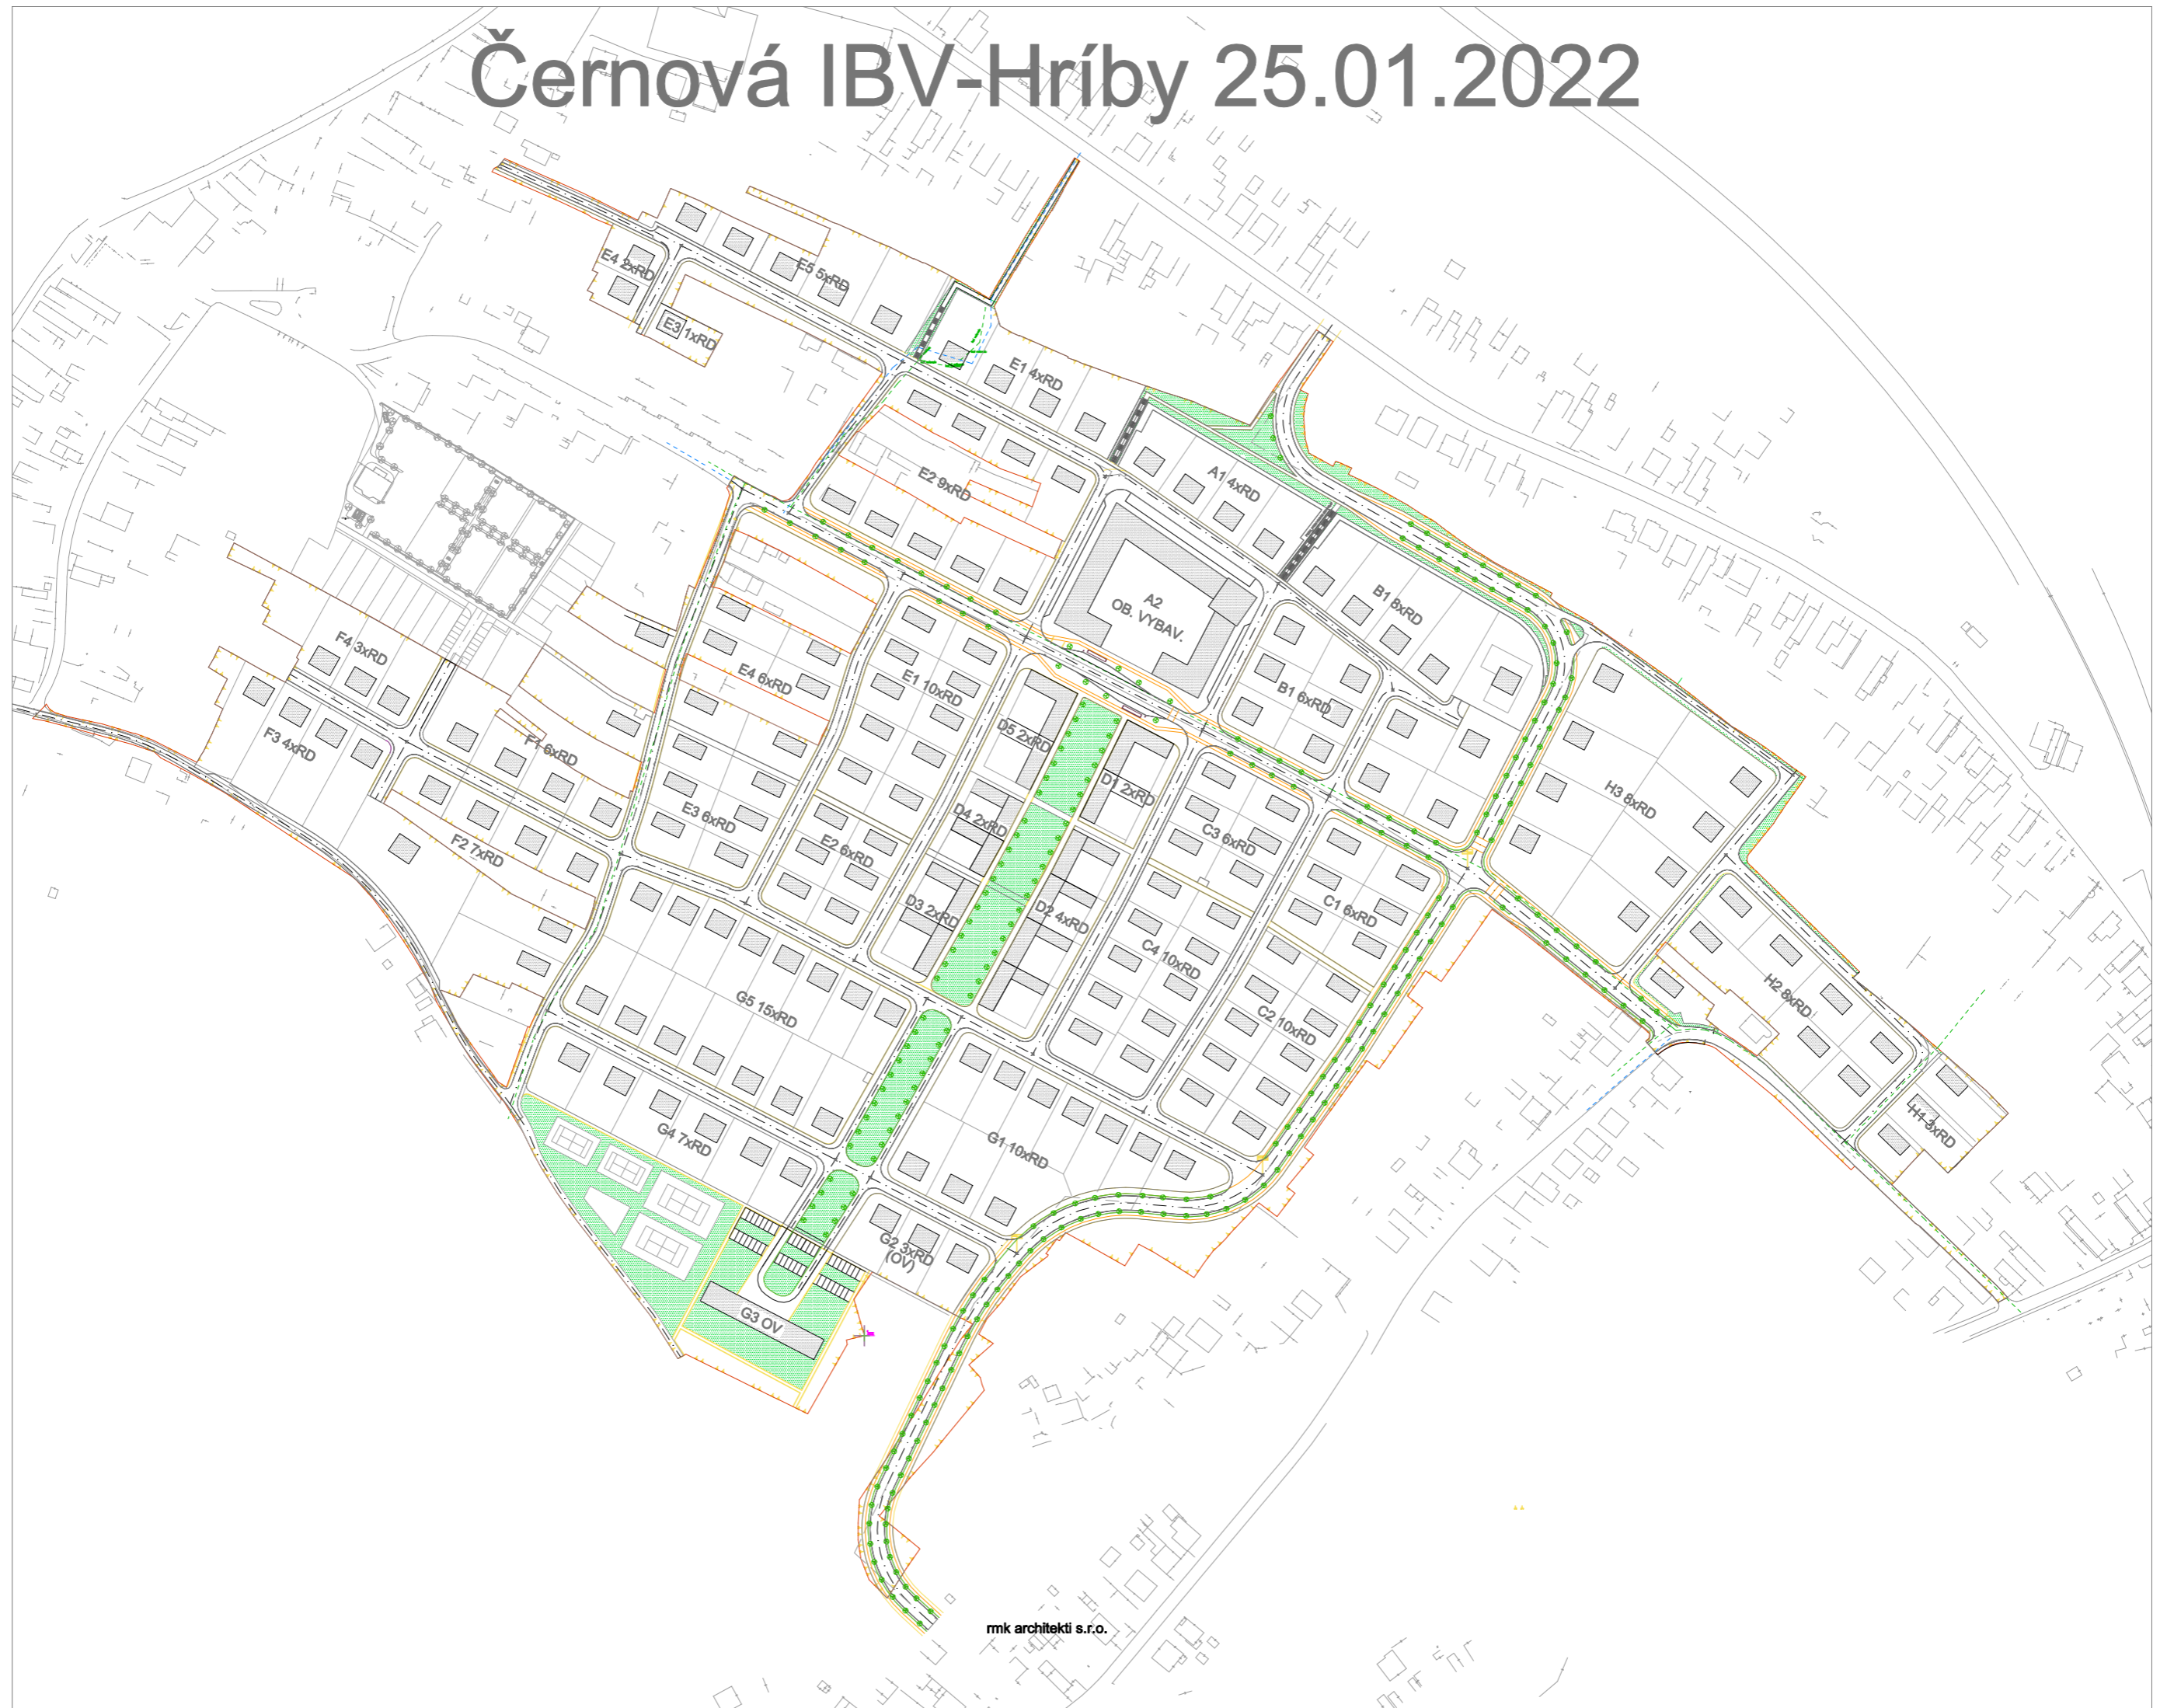 Černová IBV-Hríby 25.01.2022
E4 2xRD
E5 5xRD
E3 1xRD
E1 4xRD
E2 9xRD
A1 4xRD
A2
OB. VYBAV.
B1 8xRD
B1 6xRD
F4 3xRD
F3 4xRD
F1 6xRD
F2 7xRD
E4 6xRD
E1 10xRD
E3 6xRD
E2 6xRD
D5 2xRD
D1 2xRD
D4 2xRD
D3 2xRD
D2 4xRD
C3 6xRD
C1 6xRD
C4 10xRD
C2 10xRD
H3 8xRD
H2 8xRD
H1 3xRD
G5 15xRD
G4 7xRD
G1 10xRD
G2 3xRD
(OV)
G3 OV
rmk architekti s.r.o.